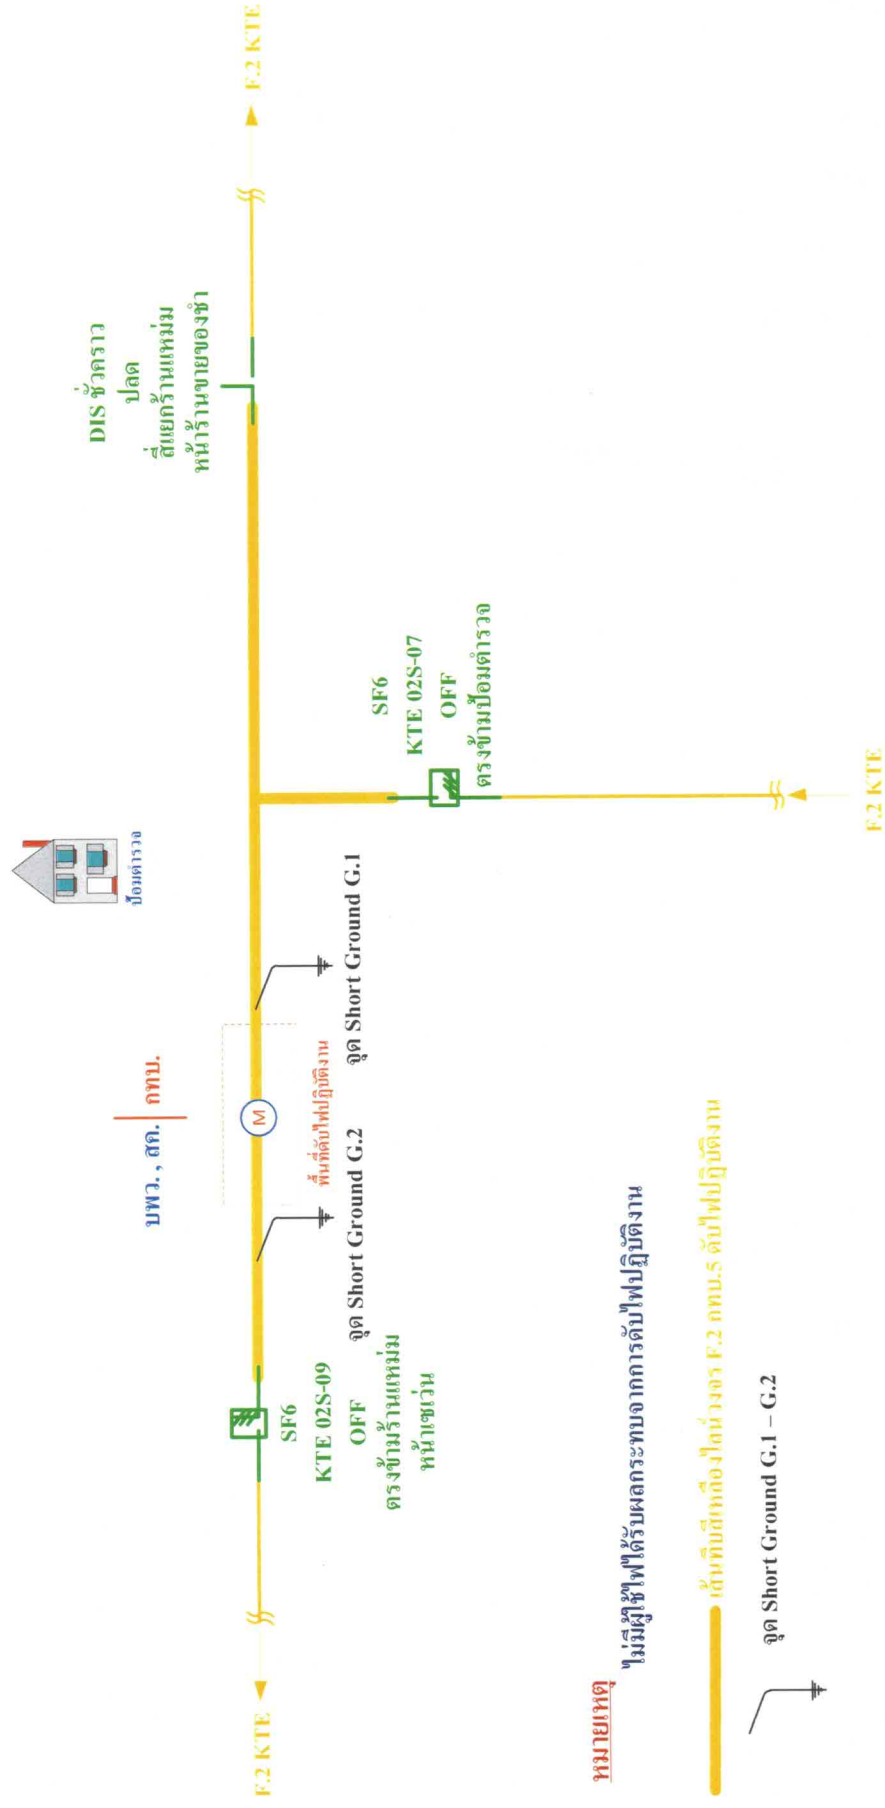 ป้อมตำรวจ
บพว. , สค.
กทบ.
M
พื้นที่ดับไฟปฏิบัติงาน
F.2 KTE
SF6
KTE 02S-09
OFF
ตรงข้ามร้านแหม่ม
หน้าเซเว่น
จุด Short Ground G.2
จุด Short Ground G.1
SF6
KTE 02S-07
OFF
ตรงข้ามป้อมตำรวจ
F.2 KTE
DIS ชั่วคราว
ปลด
สี่แยกร้านแหม่ม
หน้าร้านขายของชำ
F.2 KTE
หมายเหตุ
ไม่มีผู้ใช้ไฟได้รับผลกระทบจากการดับไฟปฏิบัติงาน
เส้นทึบสีเหลืองไลน์วงจร F.2 กทบ.5 ดับไฟปฏิบัติงาน
จุด Short Ground G.1 – G.2